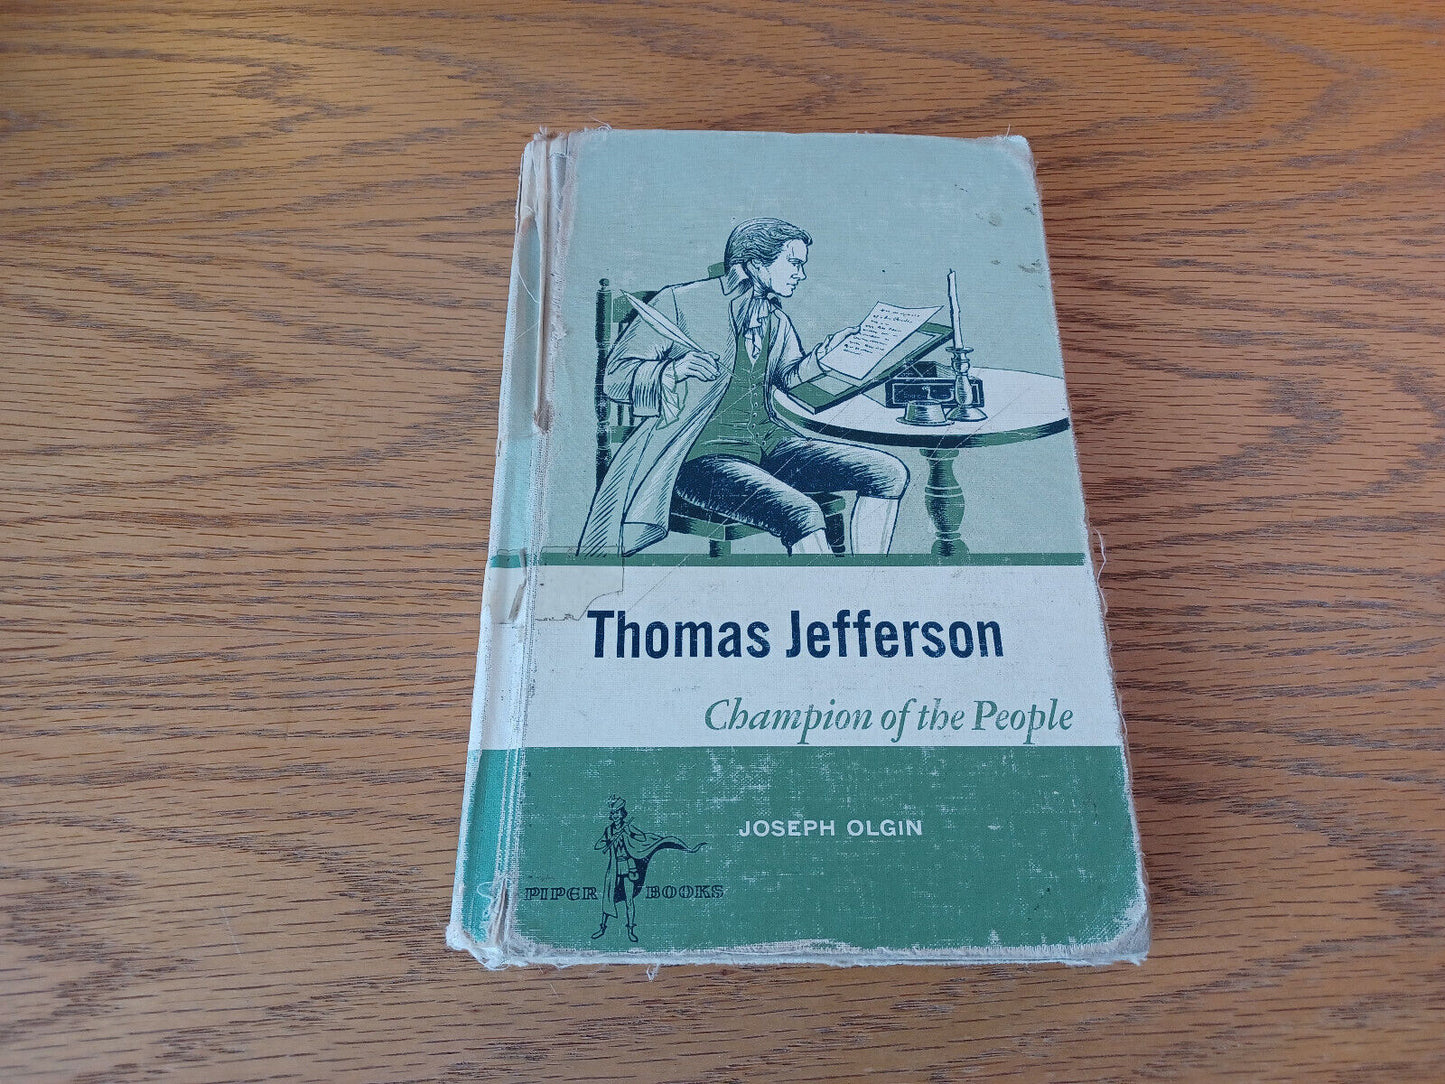 Thomas Jefferson
Champion of the People
JOSEPH OLGIN
PIPER BOOKS